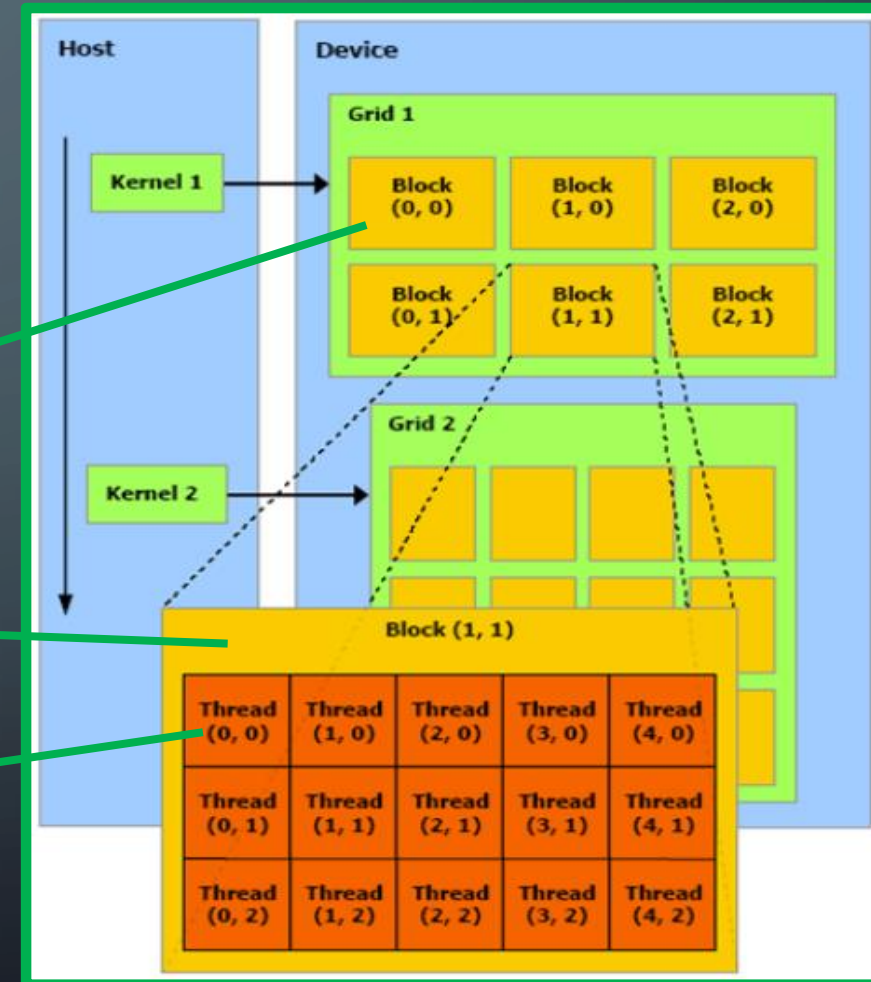 Host
Device
Grid 1
Kernel 1
Block Block Block
(0, 0) (1, 0) (2, 0)
Block Block Block
(0, 1) (1, 1) (2, 1)
Grid 2
Kernel 2
Block (1, 1)
Thread Thread Thread Thread Thread
(0, 0) (1, 0) (2, 0) (3, 0) (4, 0)
Thread Thread Thread Thread Thread
(0, 1) (1, 1) (2, 1) (3, 1) (4, 1)
Thread Thread Thread Thread Thread
(0, 2) (1, 2) (2, 2) (3, 2) (4, 2)